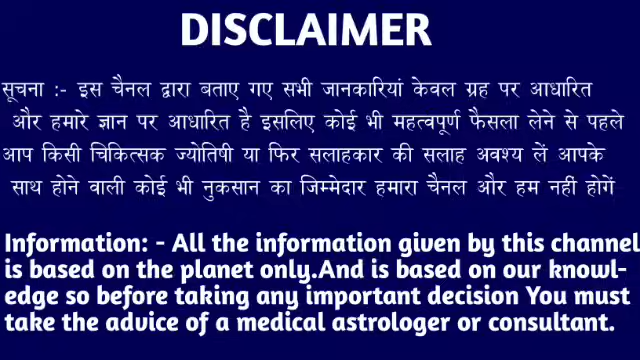 DISCLAIMER
सूचना :- इस चैनल द्वारा बताए गए सभी जानकारियां केवल ग्रह पर आधारित
और हमारे ज्ञान पर आधारित है इसलिए कोई भी महत्वपूर्ण फैसला लेने से पहले
आप किसी चिकित्सक ज्योतिषी या फिर सलाहकार की सलाह अवश्य लें आपके
साथ होने वाली कोई भी नुकसान का जिम्मेदार हमारा चैनल और हम नहीं होगें
Information: - All the information given by this channel
is based on the planet only.And is based on our knowl-
edge so before taking any important decision You must
take the advice of a medical astrologer or consultant.